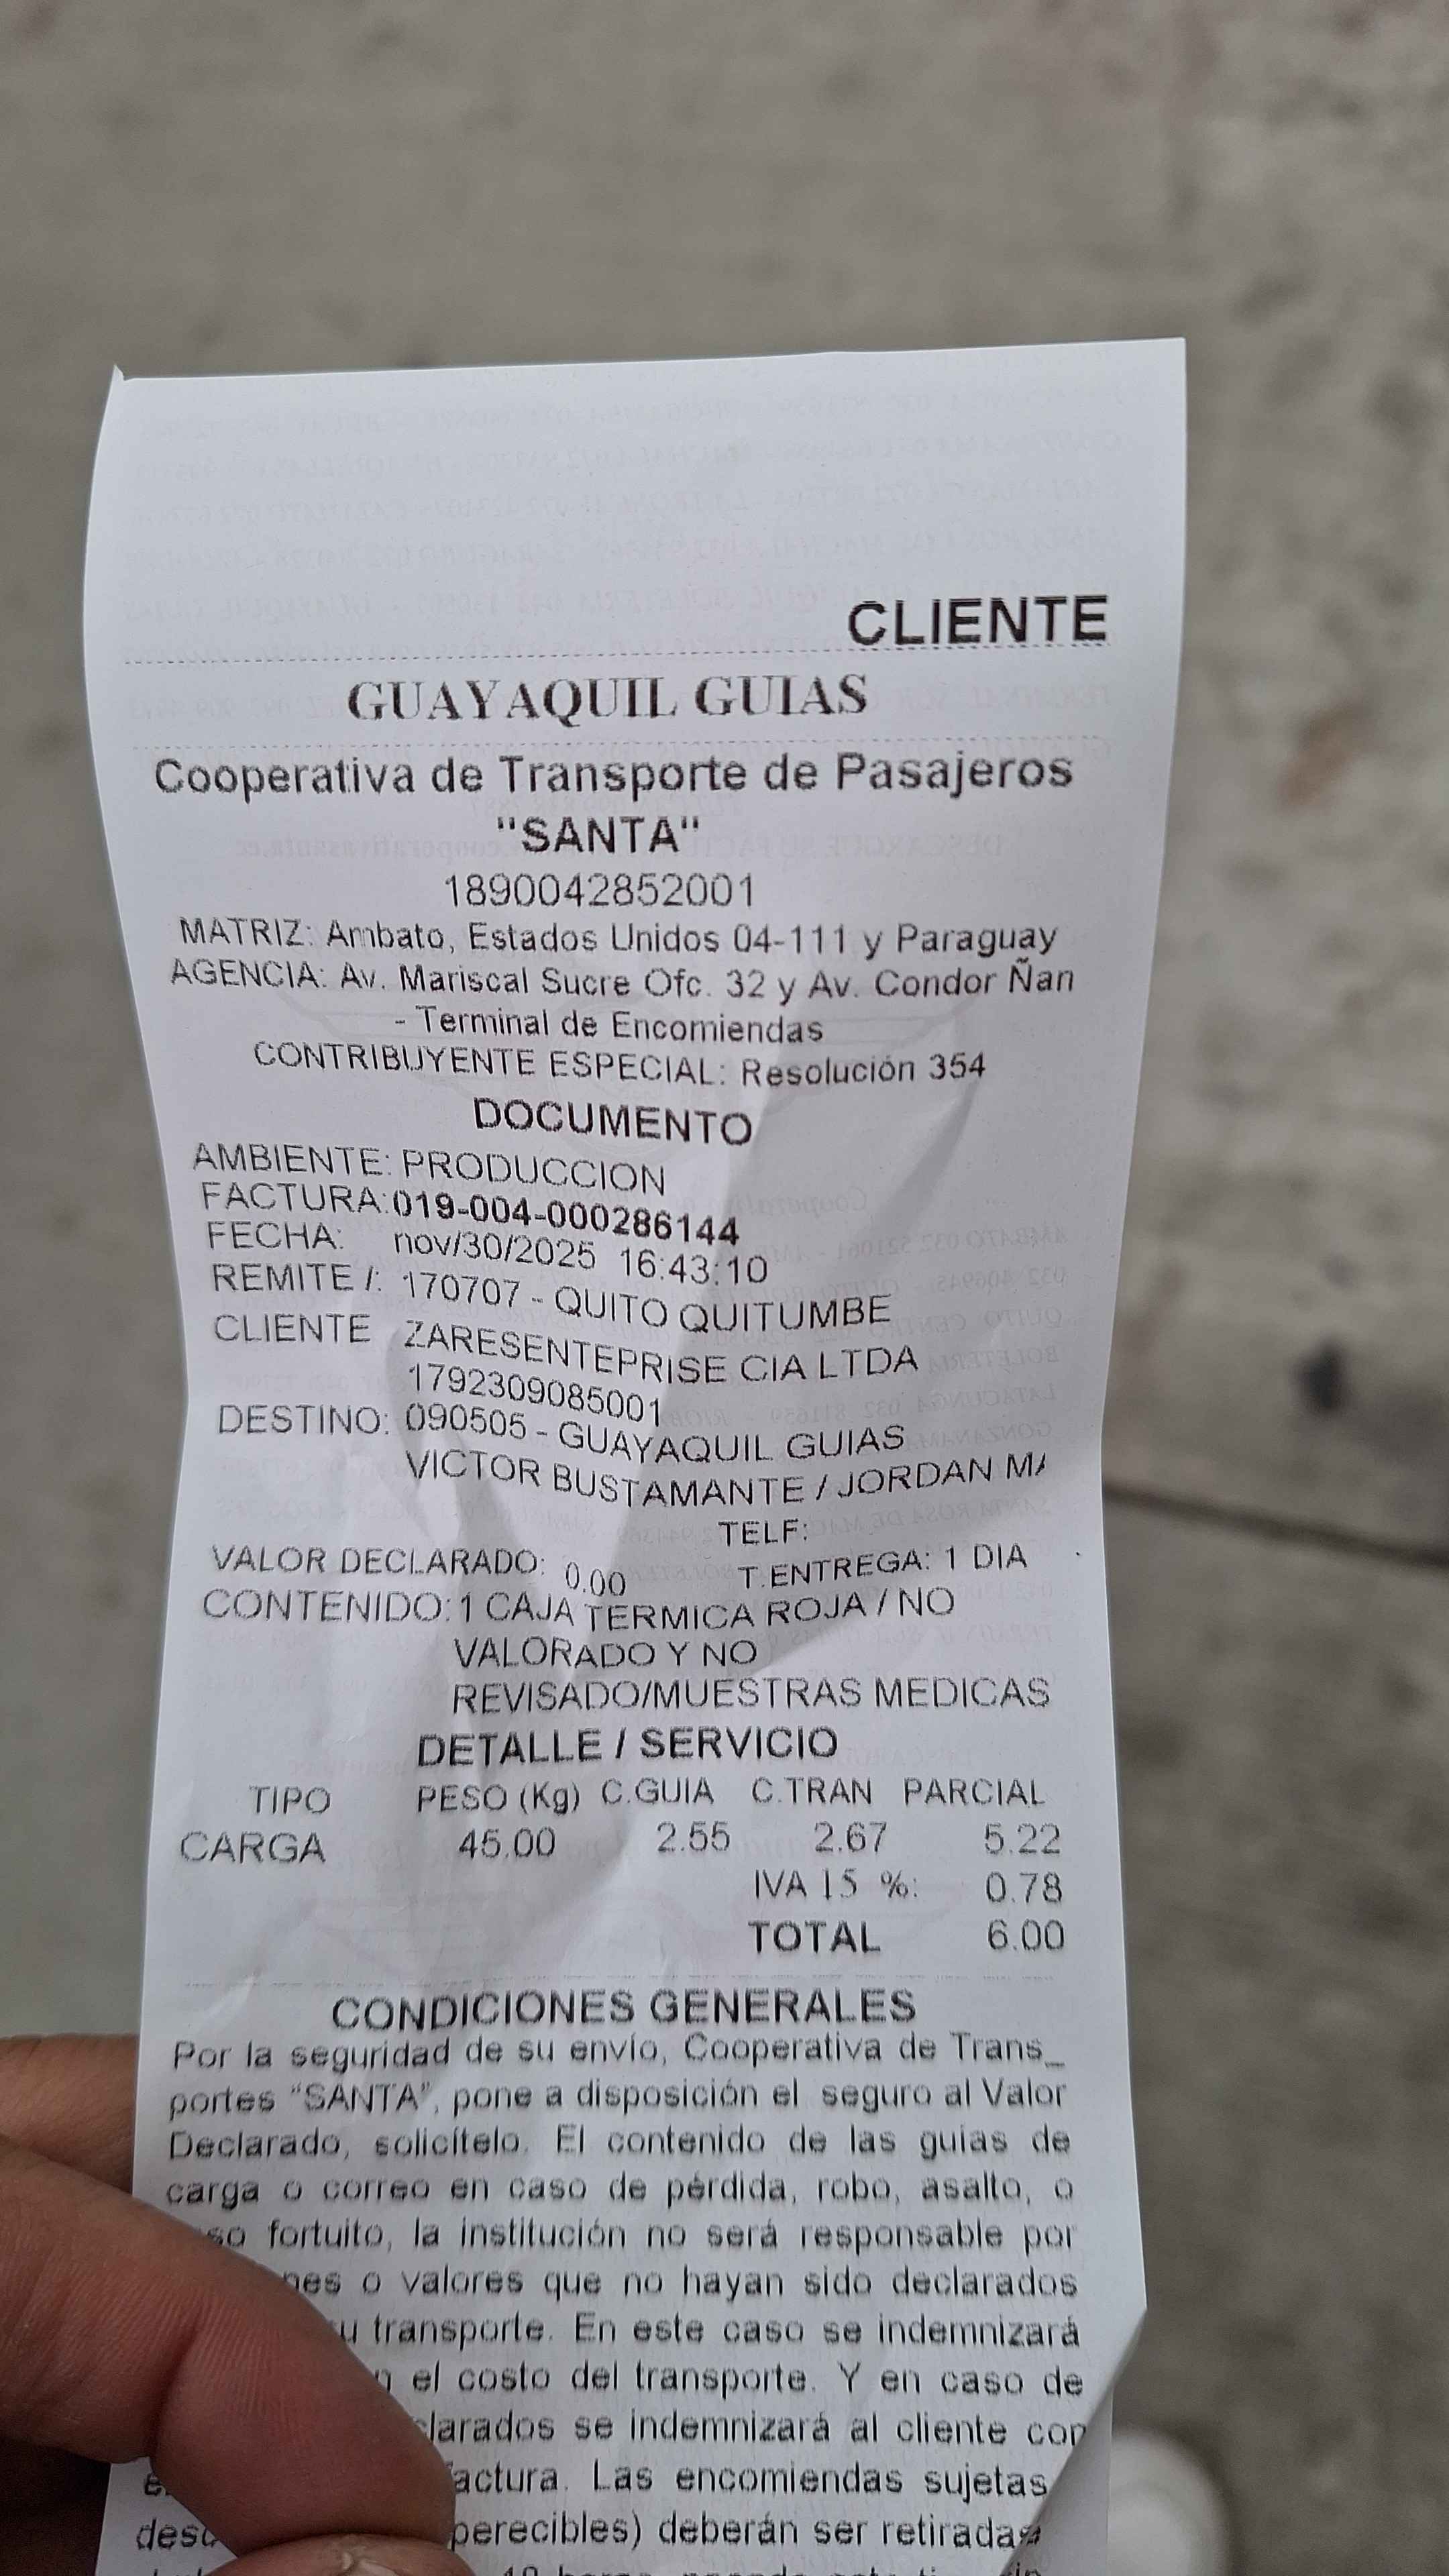 CLIENTE
GUAYAQUIL GUIAS
Cooperativa de Transporte de Pasajeros
"SANTA"
1890042852001
MATRIZ: Ambato, Estados Unidos 04-111 y Paraguay
AGENCIA: Av. Mariscal Sucre Ofc. 32 y Av. Condor Ñan
- Terminal de Encomiendas
CONTRIBUYENTE ESPECIAL: Resolución 354
DOCUMENTO
AMBIENTE: PRODUCCION
FACTURA: 019-004-000286144
FECHA: nov/30/2025 16:43:10
REMITE /: 170707 - QUITO QUITUMBE
CLIENTE ZARESENTEPRISE CIA LTDA
1792309085001
DESTINO: 090505 - GUAYAQUIL GUIAS
VICTOR BUSTAMANTE / JORDAN
TELF:
VALOR DECLARADO: 0.00 T.ENTREGA: 1 DIA
CONTENIDO: 1 CAJA TERMICA ROJA / NO
VALORADO Y NO
REVISADO/MUESTRAS MEDICAS
DETALLE / SERVICIO
TIPO PESO (Kg) C.GUIA C.TRAN PARCIAL
CARGA 45.00 2.55 2.67 5.22
IVA 15 %: 0.78
TOTAL 6.00
CONDICIONES GENERALES
Por la seguridad de su envío, Cooperativa de Trans_
portes "SANTA", pone a disposición el seguro al Valor
Declarado, solicítelo. El contenido de las guías de
carga o correo en caso de pérdida, robo, asalto, o
fortuito, la institución no será responsable por
o valores que no hayan sido declarados
transporte. En este caso se indemnizará
el costo del transporte. Y en caso de
se indemnizará al cliente con
Las encomiendas sujetas
perecibles) deberán ser retiradas